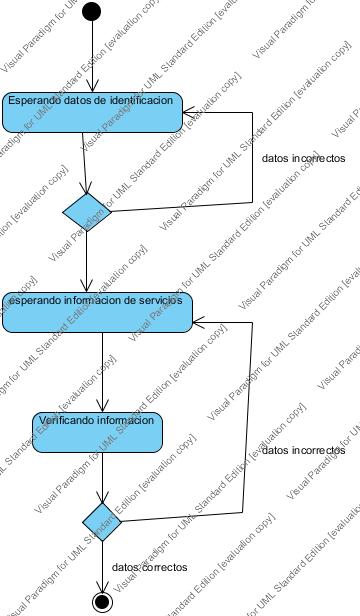 Esperando datos de identificacion
datos incorrectos
esperando informacion de servicios
Verificando informacion
datos incorrectos
datos correctos
Visual Paradigm for UML Standard Edition [evaluation copy]